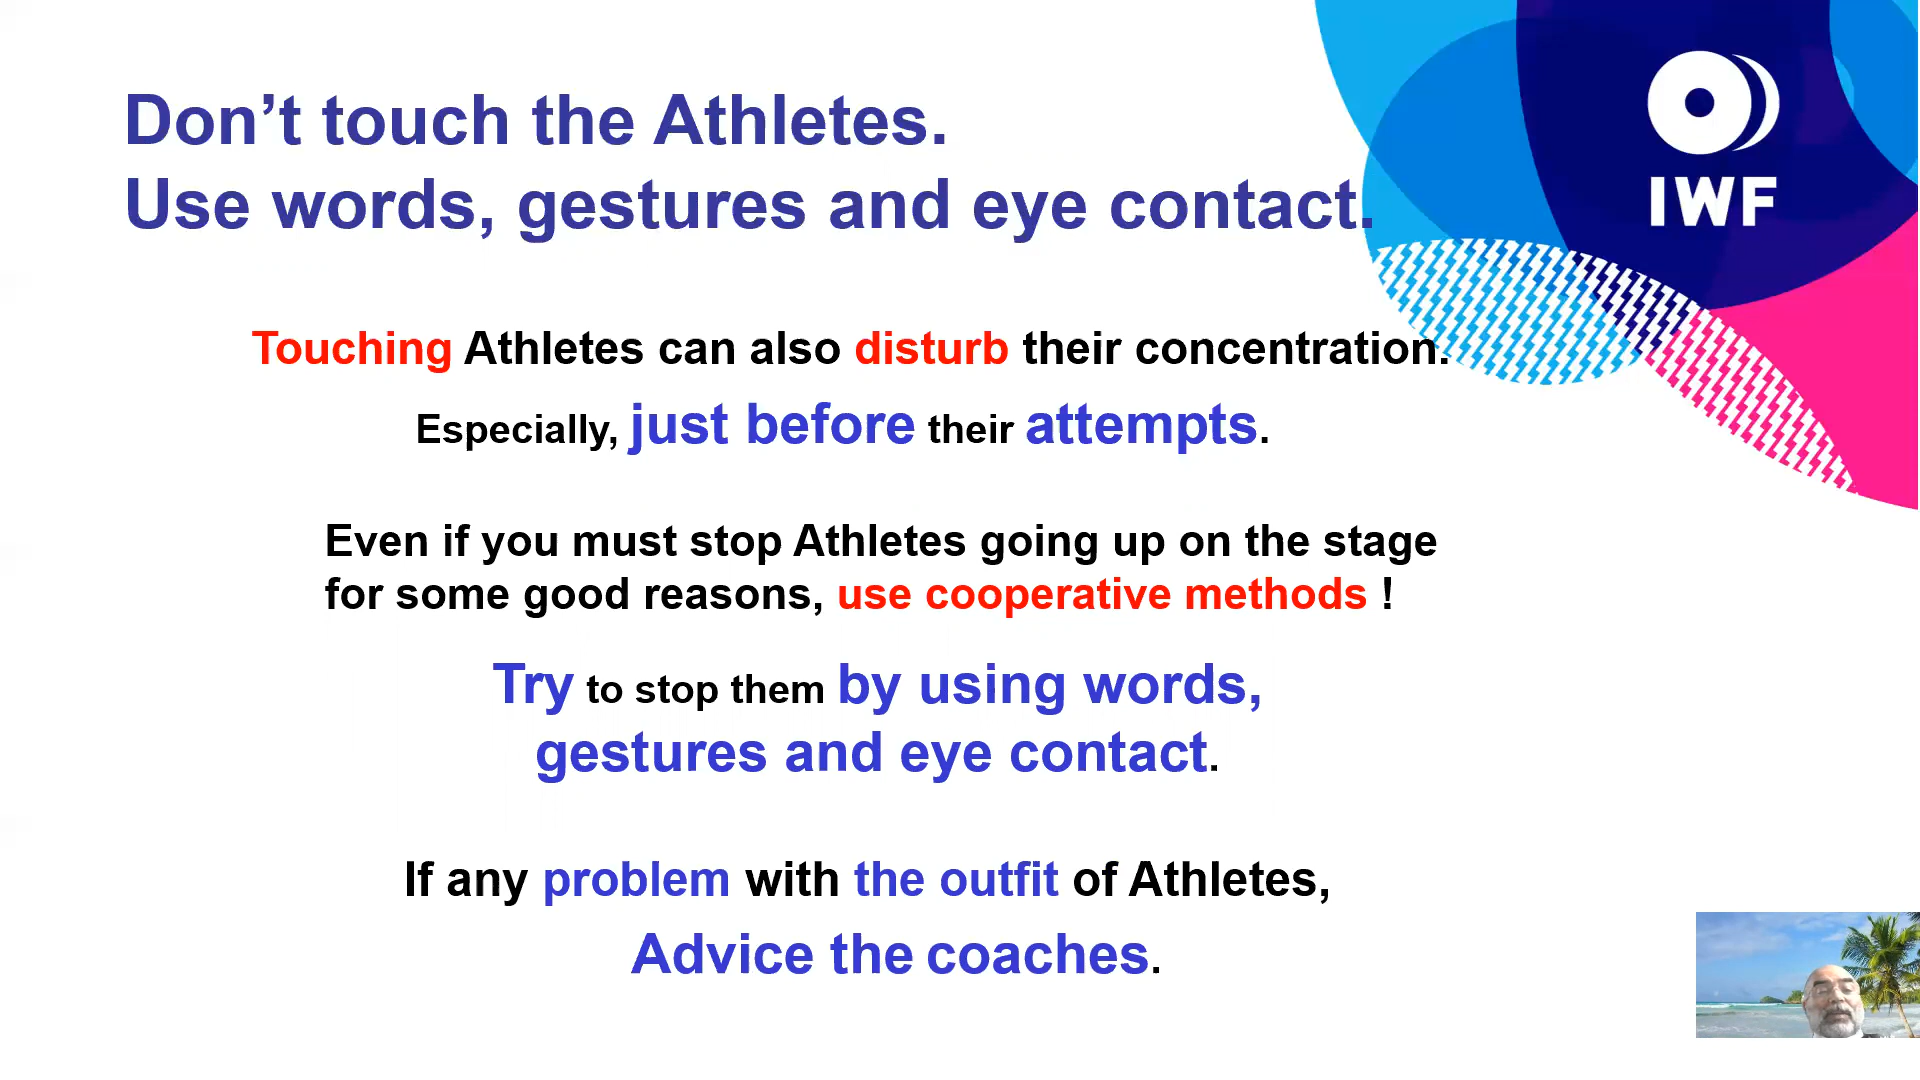 Don’t touch the Athletes.
Use words, gestures and eye contact.
IWF
Touching Athletes can also disturb their concentration.
Especially, just before their attempts.
Even if you must stop Athletes going up on the stage
for some good reasons, use cooperative methods !
Try to stop them by using words,
gestures and eye contact.
If any problem with the outfit of Athletes,
Advice the coaches.